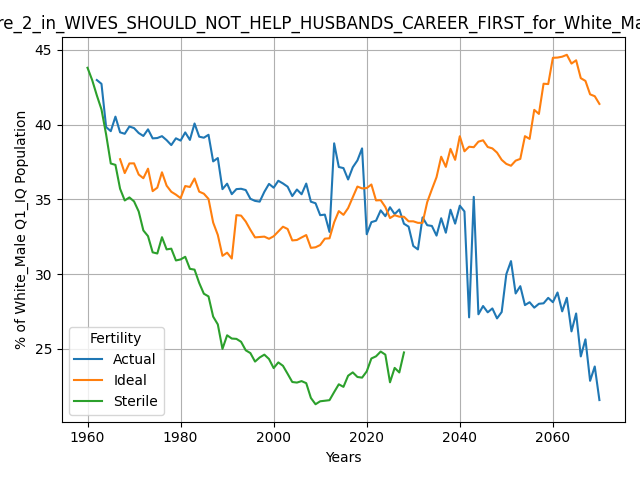 re_2_in_WIVES_SHOULD_NOT_HELP_HUSBANDS_CAREER_FIRST_for_White_Ma
% of White_Male Q1_IQ Population
45
40
35
30
25
Fertility
Actual
Ideal
Sterile
1960
1980
2000
2020
2040
2060
Years